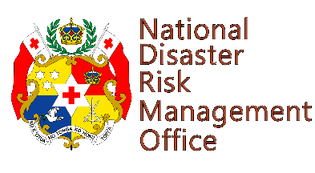 National
Disaster
Risk
Management
Office